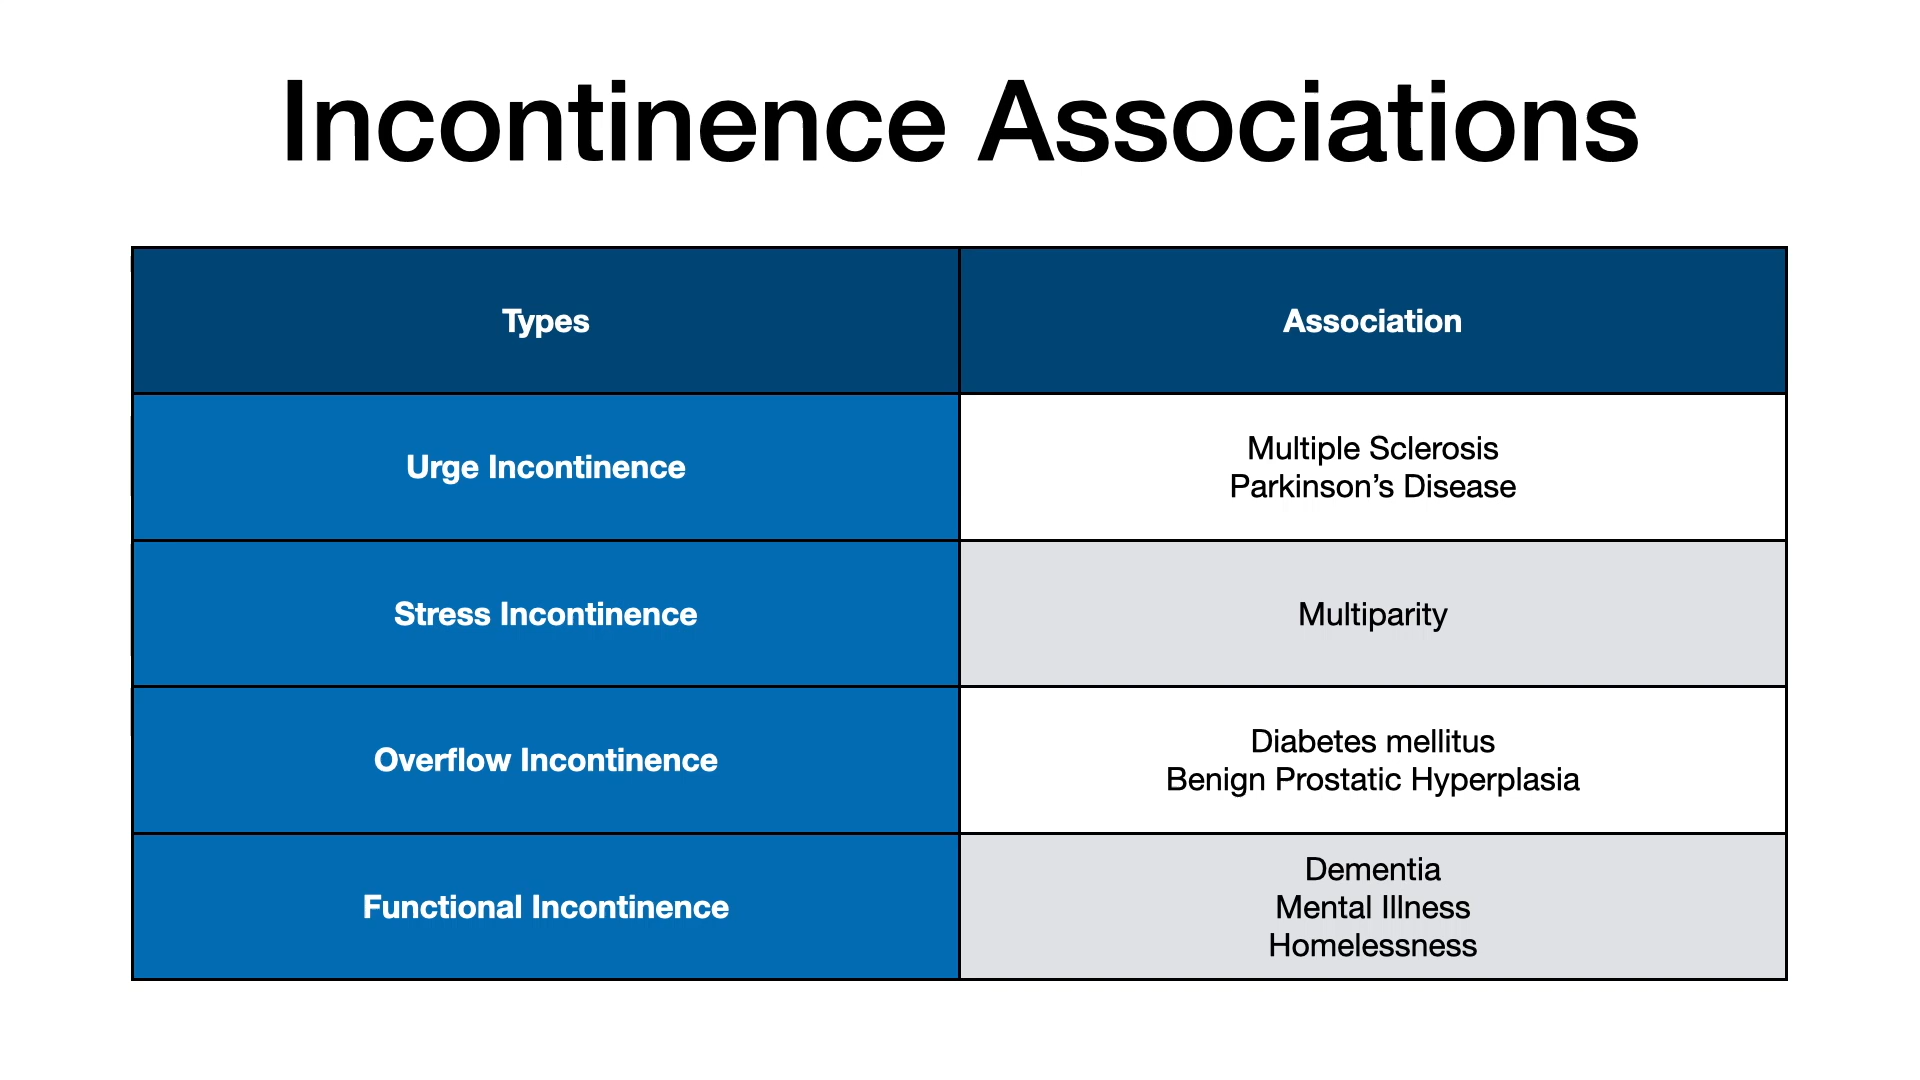 Incontinence Associations
Types
Association
Urge Incontinence
Multiple Sclerosis
Parkinson’s Disease
Stress Incontinence
Multiparity
Overflow Incontinence
Diabetes mellitus
Benign Prostatic Hyperplasia
Functional Incontinence
Dementia
Mental Illness
Homelessness